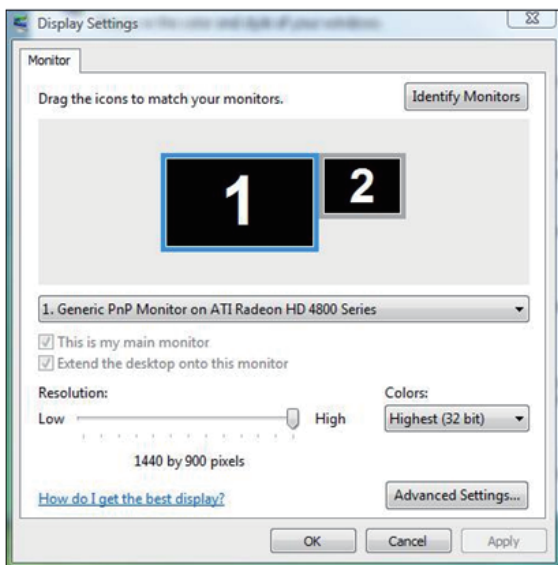 Display Settings
Monitor
Drag the icons to match your monitors.
Identify Monitors
1
2
1. Generic PnP Monitor on ATI Radeon HD 4800 Series
This is my main monitor
Extend the desktop onto this monitor
Resolution:
Colors:
Low
High
Highest (32 bit)
1440 by 900 pixels
How do I get the best display?
Advanced Settings...
OK
Cancel
Apply